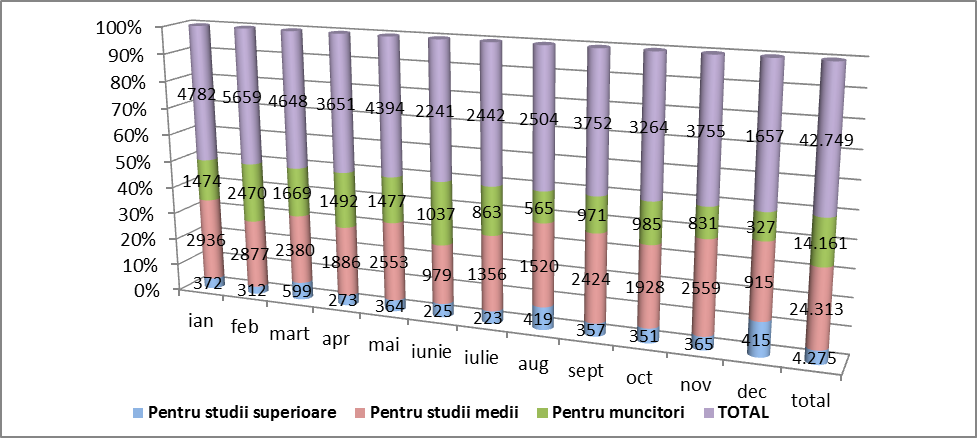 100%
90%
80%
70%
60%
50%
40%
30%
20%
10%
0%
4782 5659 4648 3651 4394 2241 2442 2504 3752 3264 3755 1657 42.749
1474 2470 1669 1492 1477 1037 863 565 971 985 831 327 14.161
2936 2877 2380 1886 2553 979 1356 1520 2424 1928 2559 915 24.313
372 312 599 273 364 225 223 419 357 351 365 415 4.275
ian feb mart apr mai iunie iulie aug sept oct nov dec total
Pentru studii superioare Pentru studii medii Pentru muncitori TOTAL